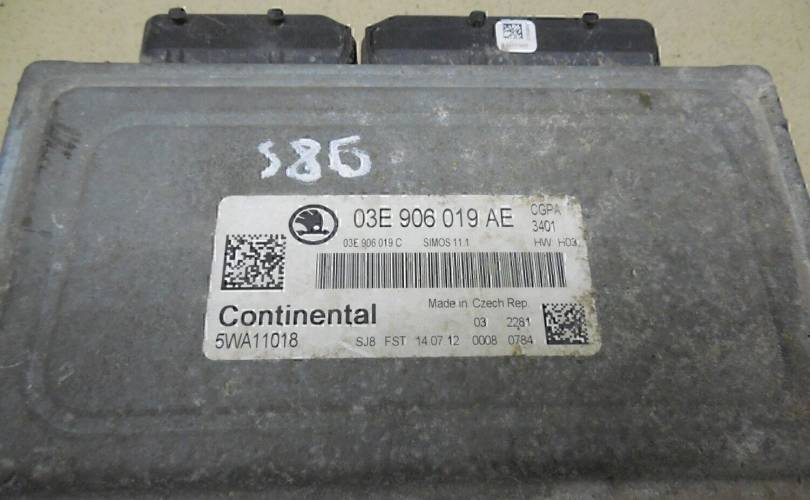 S86
03E 906 019 AE
CGPA
3401
03E 906 019 C SIMOS 11.1 HW H03
Continental
Made in Czech Rep.
03 2281
5WA11018
SJ8 FST 14.07.12 0008 0784